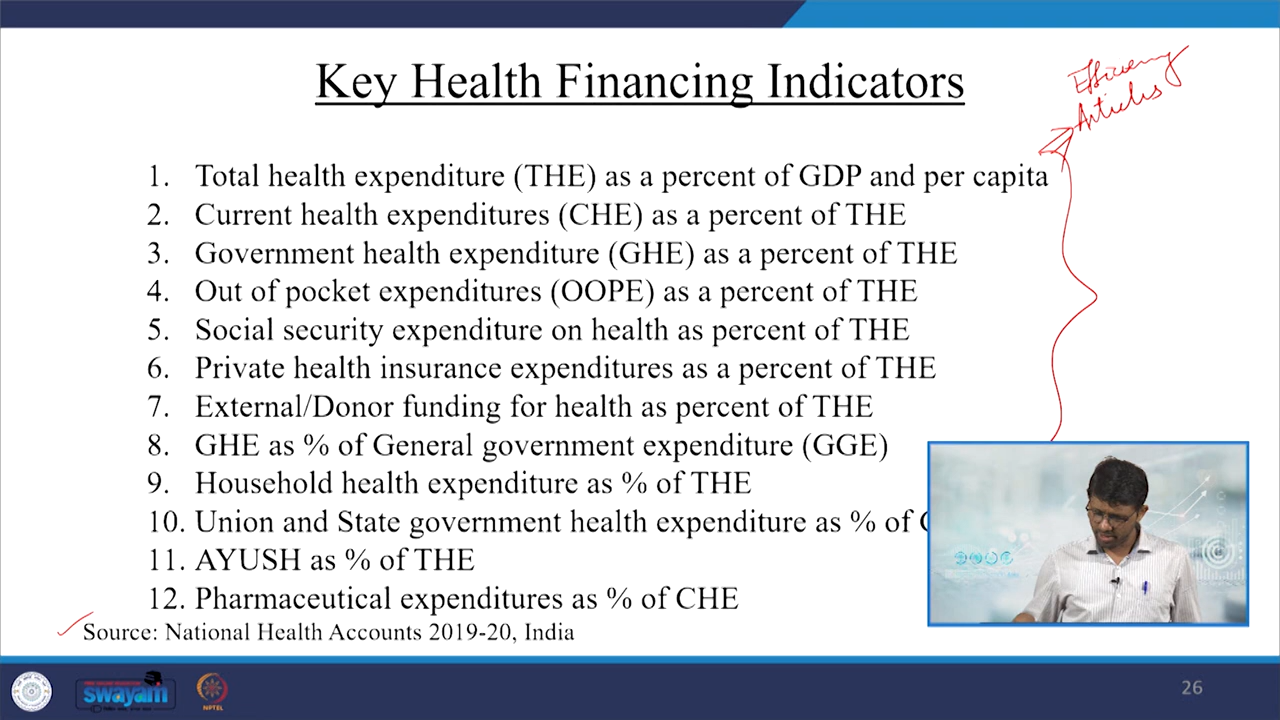 Key Health Financing Indicators
Efficiency
Articles
1. Total health expenditure (THE) as a percent of GDP and per capita
2. Current health expenditures (CHE) as a percent of THE
3. Government health expenditure (GHE) as a percent of THE
4. Out of pocket expenditures (OOPE) as a percent of THE
5. Social security expenditure on health as percent of THE
6. Private health insurance expenditures as a percent of THE
7. External/Donor funding for health as percent of THE
8. GHE as % of General government expenditure (GGE)
9. Household health expenditure as % of THE
10. Union and State government health expenditure as % of
11. AYUSH as % of THE
12. Pharmaceutical expenditures as % of CHE
Source: National Health Accounts 2019-20, India
swayam
NPTEL
26